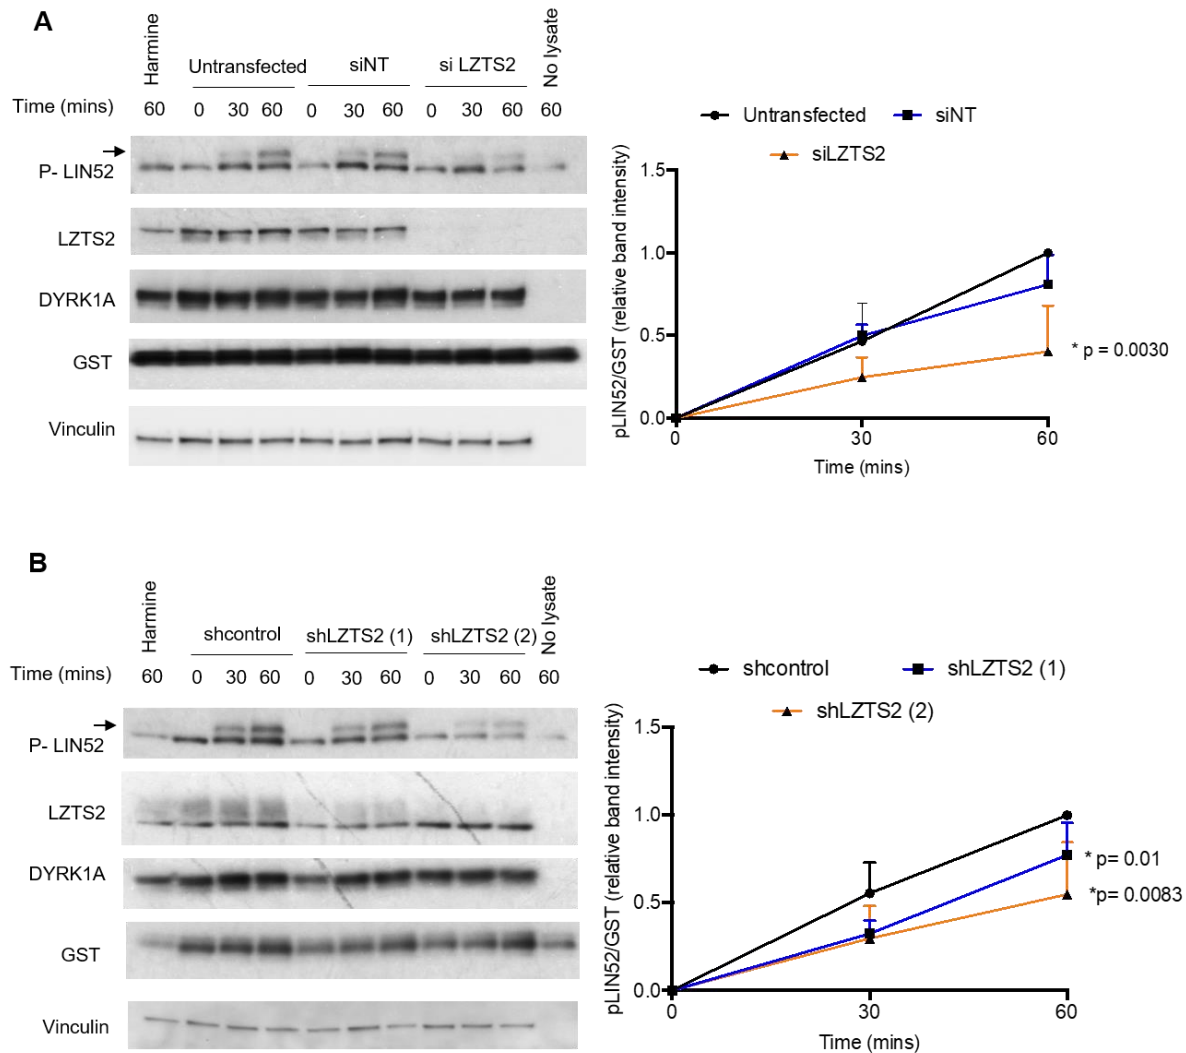 A
Harmine
Untransfected
siNT
si LZTS2
No lysate
Time (mins)
60 0 30 60 0 30 60 0 30 60 60
P- LIN52
LZTS2
DYRK1A
GST
Vinculin
Untransfected
siNT
siLZTS2
pLIN52/GST (relative band intensity)
1.5
1.0
0.5
0.0
0 30 60
Time (mins)
* p = 0.0030
B
Harmine
shcontrol
shLZTS2 (1)
shLZTS2 (2)
No lysate
Time (mins)
60 0 30 60 0 30 60 0 30 60 60
P- LIN52
LZTS2
DYRK1A
GST
Vinculin
shcontrol
shLZTS2 (1)
shLZTS2 (2)
pLIN52/GST (relative band intensity)
1.5
1.0
0.5
0.0
0 30 60
Time (mins)
* p= 0.01
*p= 0.0083